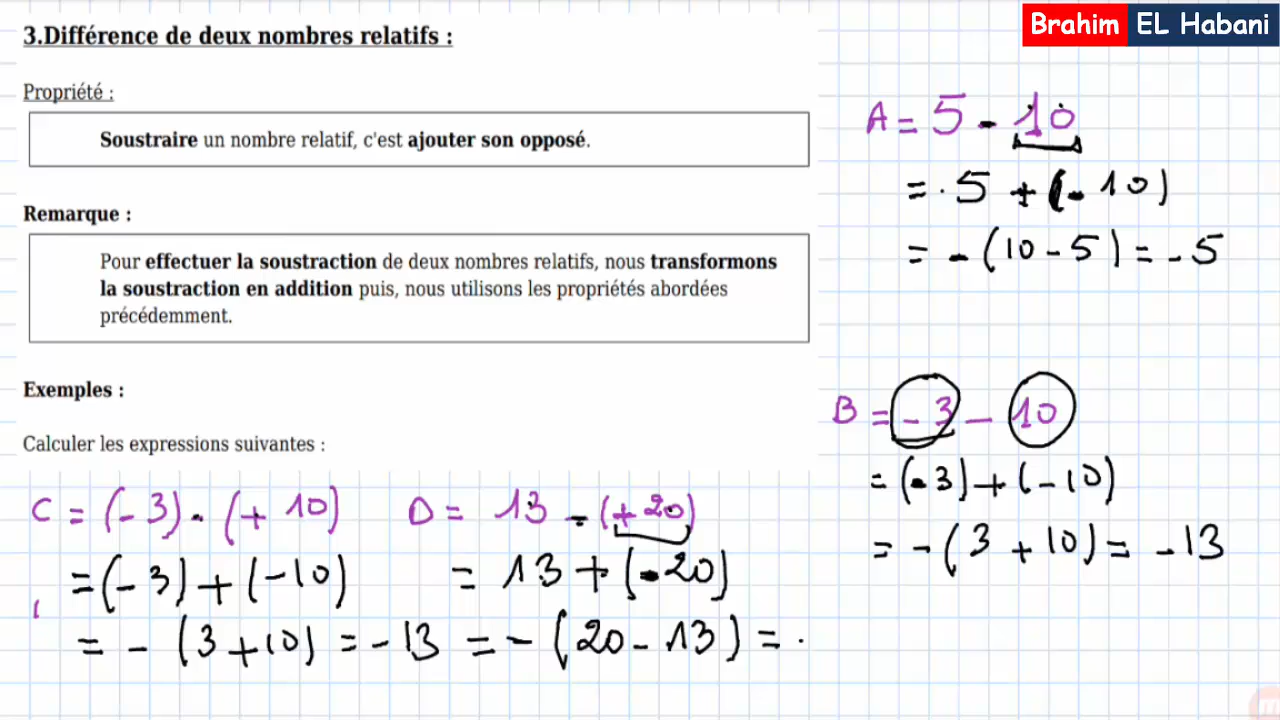 Brahim EL Habani
3.Différence de deux nombres relatifs :
Propriété :
Soustraire un nombre relatif, c'est ajouter son opposé.
Remarque :
Pour effectuer la soustraction de deux nombres relatifs, nous transformons
la soustraction en addition puis, nous utilisons les propriétés abordées
précédemment.
Exemples :
Calculer les expressions suivantes :
A = 5 - 10
= 5 + (- 10)
= - (10 - 5) = - 5
B = - 3 - 10
= (- 3) + (- 10)
= - (3 + 10) = - 13
C = (- 3) - (+ 10)
= (- 3) + (- 10)
= - (3 + 10) = - 13
D = 13 - (+ 20)
= 13 + (- 20)
= - (20 - 13) =